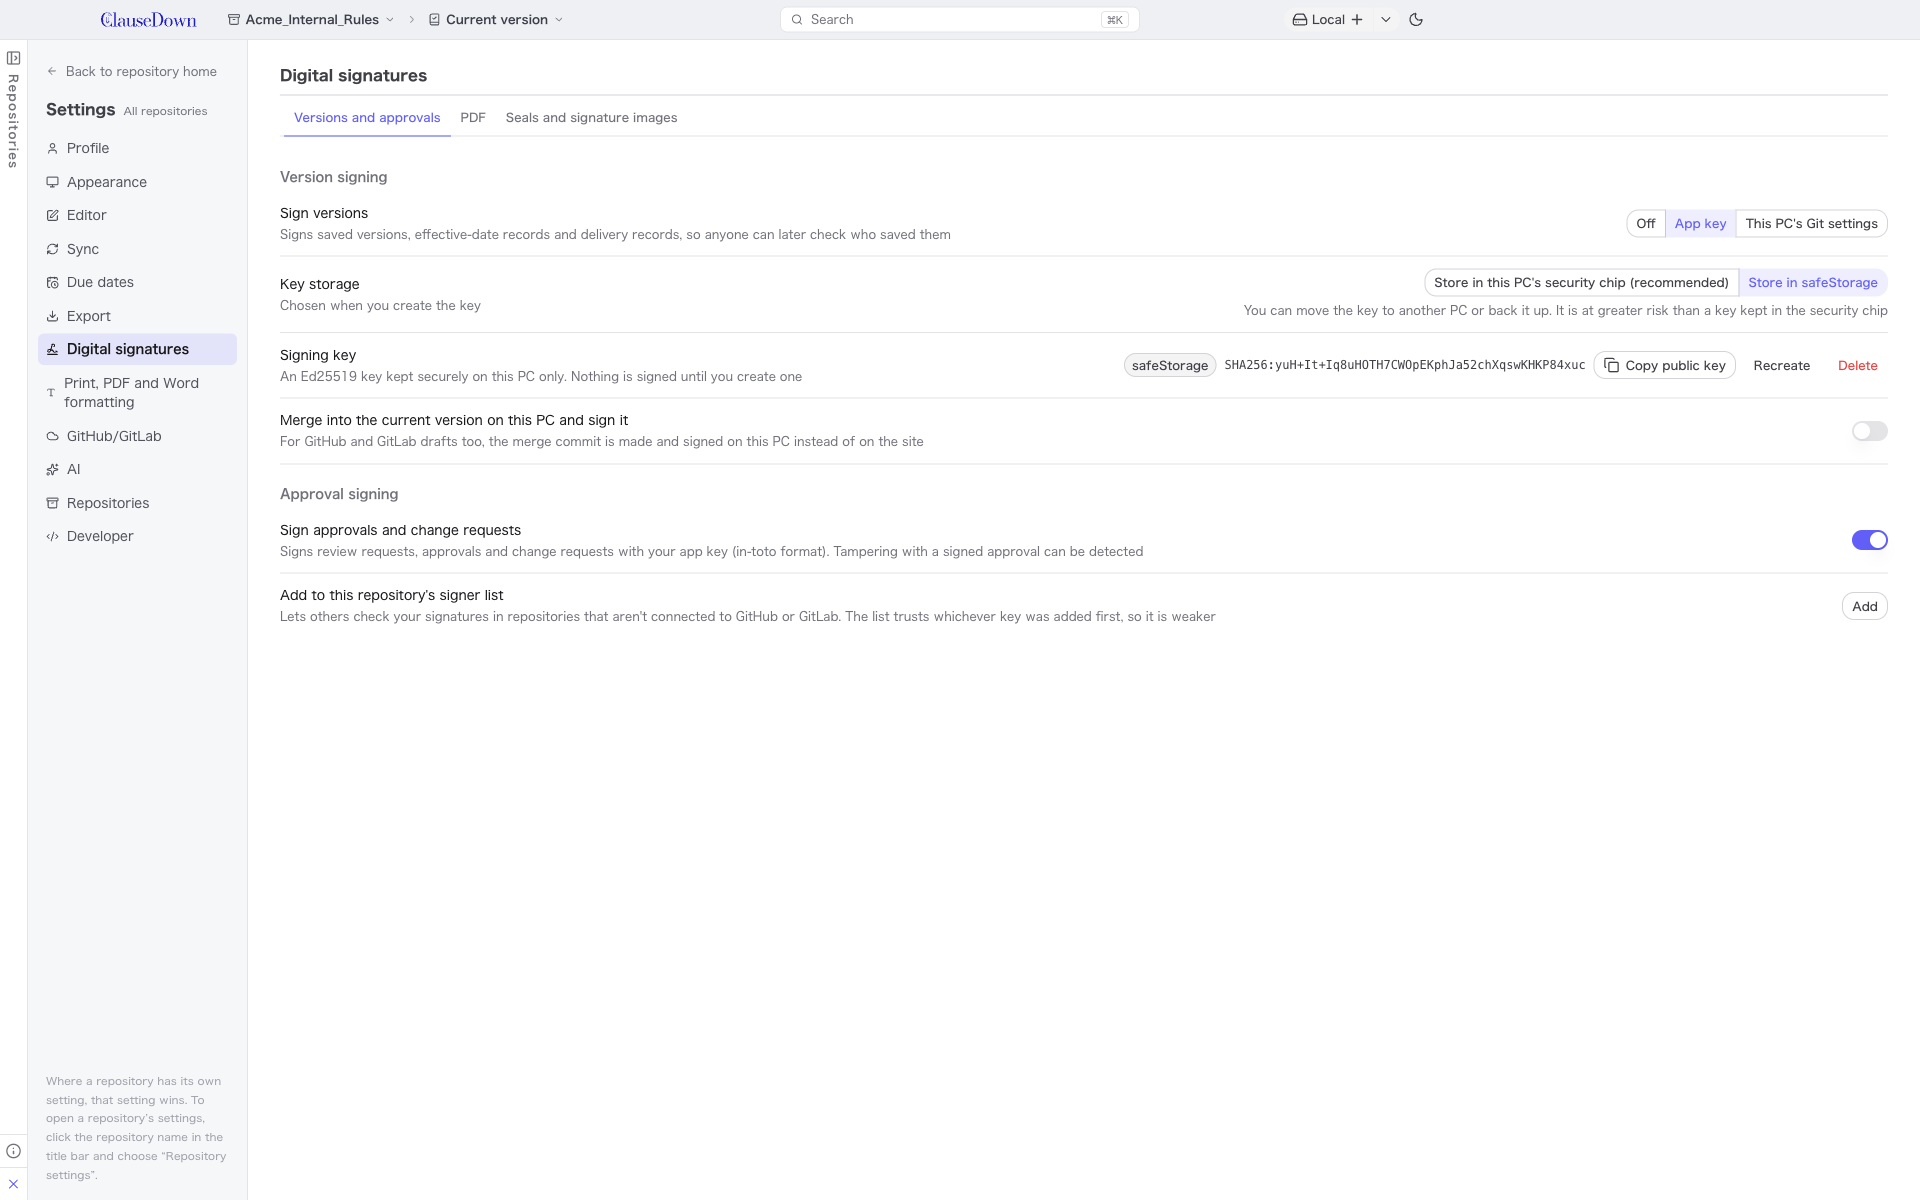 ClauseDown
Acme_Internal_Rules
Current version
Search
⌘K
Local
Repositories
Back to repository home
Settings All repositories
Profile
Appearance
Editor
Sync
Due dates
Export
Digital signatures
Print, PDF and Word
formatting
GitHub/GitLab
AI
Repositories
Developer
Where a repository has its own
setting, that setting wins. To
open a repository's settings,
click the repository name in the
title bar and choose “Repository
settings”.
Digital signatures
Versions and approvals PDF Seals and signature images
Version signing
Sign versions
Signs saved versions, effective-date records and delivery records, so anyone can later check who saved them
Off App key This PC's Git settings
Key storage
Chosen when you create the key
Store in this PC's security chip (recommended) Store in safeStorage
You can move the key to another PC or back it up. It is at greater risk than a key kept in the security chip
Signing key
An Ed25519 key kept securely on this PC only. Nothing is signed until you create one
safeStorage SHA256:yuH+It+Iq8uHOTH7CWOpEKphJa52chXqswKHKP84xuc Copy public key Recreate Delete
Merge into the current version on this PC and sign it
For GitHub and GitLab drafts too, the merge commit is made and signed on this PC instead of on the site
Approval signing
Sign approvals and change requests
Signs review requests, approvals and change requests with your app key (in-toto format). Tampering with a signed approval can be detected
Add to this repository's signer list
Lets others check your signatures in repositories that aren't connected to GitHub or GitLab. The list trusts whichever key was added first, so it is weaker
Add